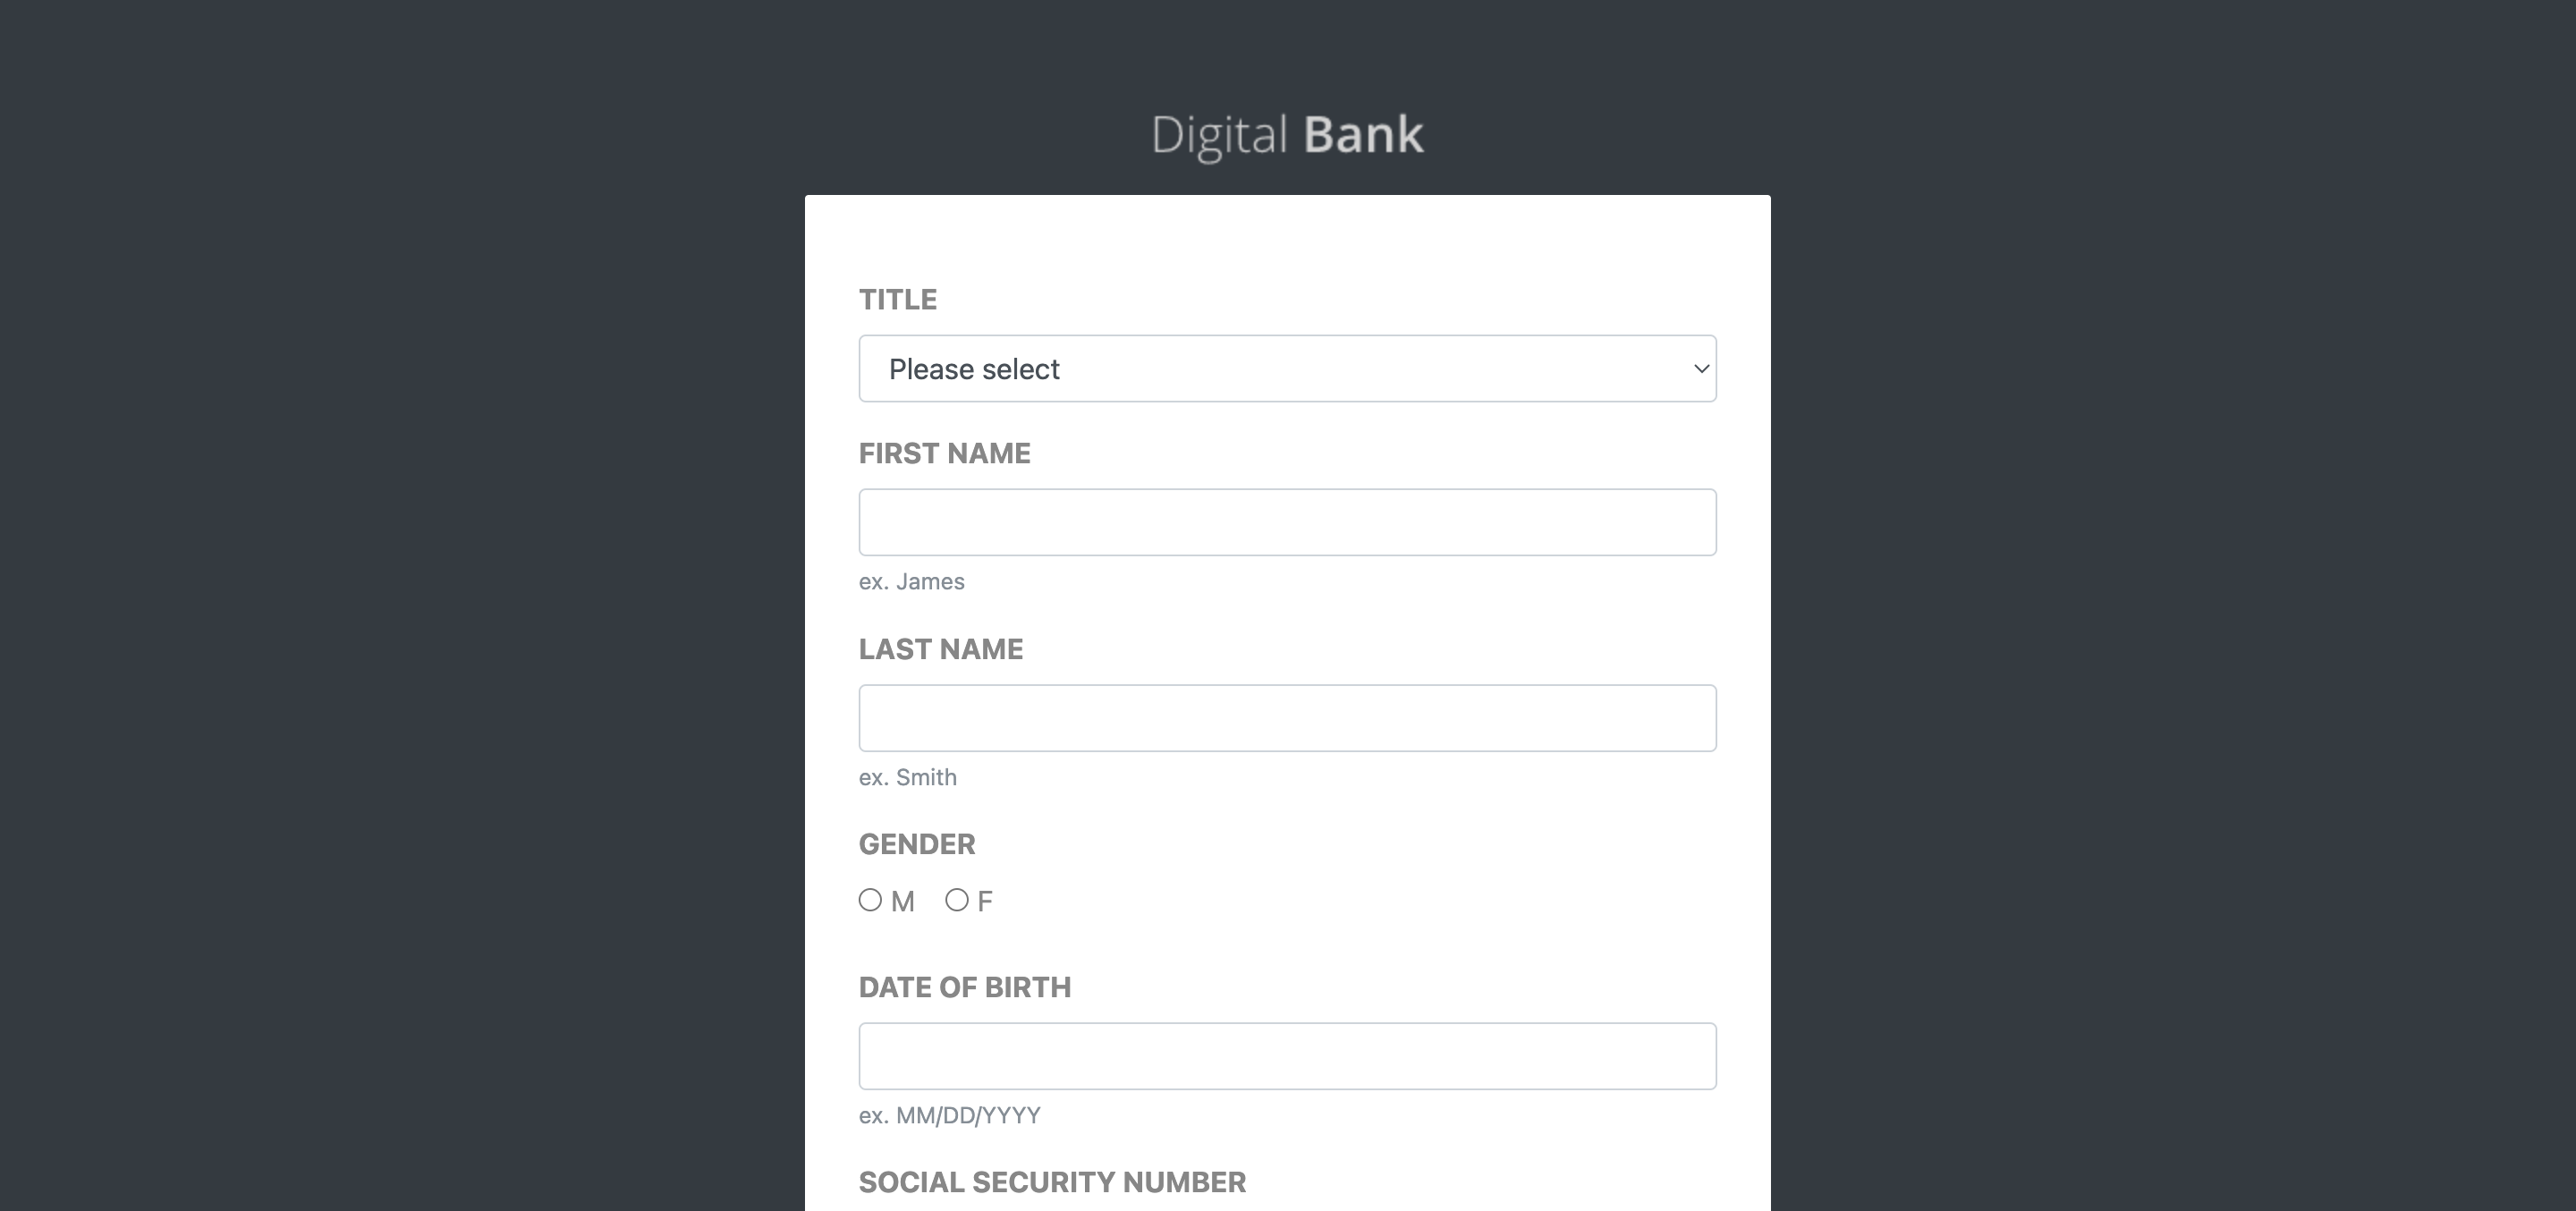 Digital Bank
TITLE
Please select
FIRST NAME
ex. James
LAST NAME
ex. Smith
GENDER
M F
DATE OF BIRTH
ex. MM/DD/YYYY
SOCIAL SECURITY NUMBER